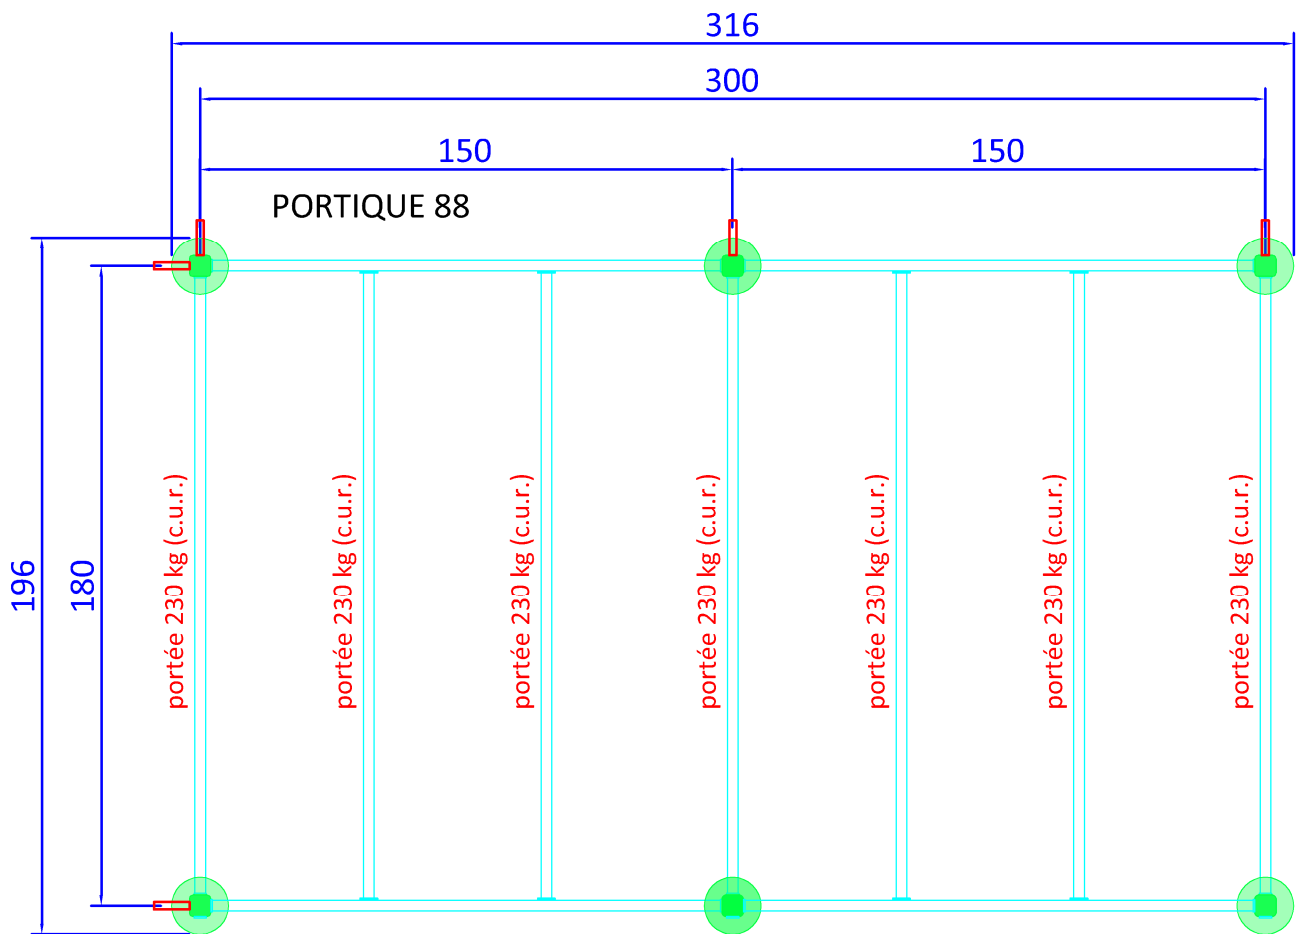 316
300
150
150
PORTIQUE 88
196
180
portée 230 kg (c.u.r.)
portée 230 kg (c.u.r.)
portée 230 kg (c.u.r.)
portée 230 kg (c.u.r.)
portée 230 kg (c.u.r.)
portée 230 kg (c.u.r.)
portée 230 kg (c.u.r.)